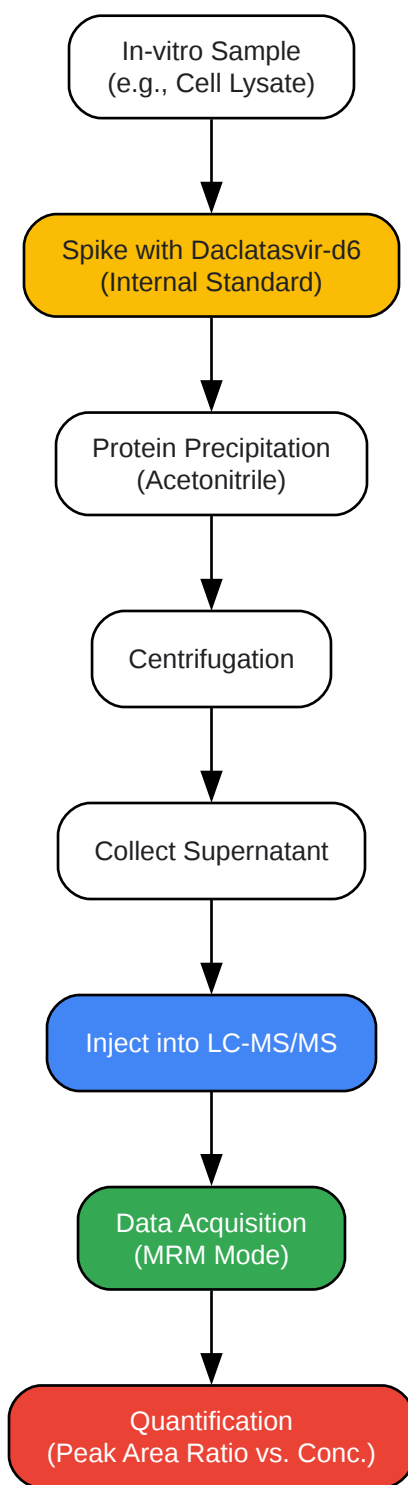 In-vitro Sample
(e.g., Cell Lysate)
Spike with Daclatasvir-d6
(Internal Standard)
Protein Precipitation
(Acetonitrile)
Centrifugation
Collect Supernatant
Inject into LC-MS/MS
Data Acquisition
(MRM Mode)
Quantification
(Peak Area Ratio vs. Conc.)